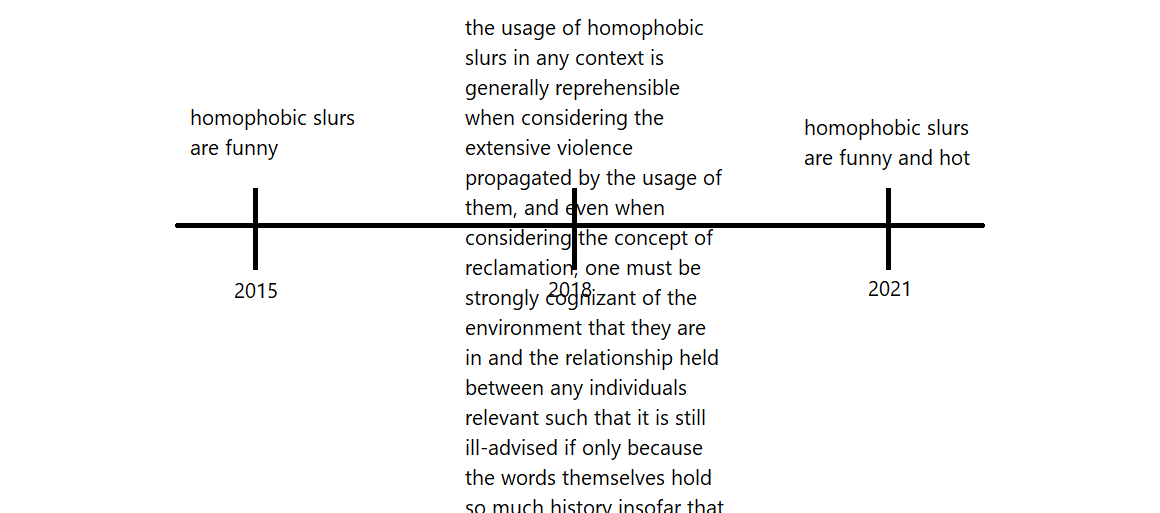 homophobic slurs
are funny
the usage of homophobic
slurs in any context is
generally reprehensible
when considering the
extensive violence
propagated by the usage of
them, and even when
considering the concept of
reclamation, one must be
strongly cognizant of the
environment that they are
in and the relationship held
between any individuals
relevant such that it is still
ill-advised if only because
the words themselves hold
so much history insofar that
homophobic slurs
are funny and hot
2015
2018
2021